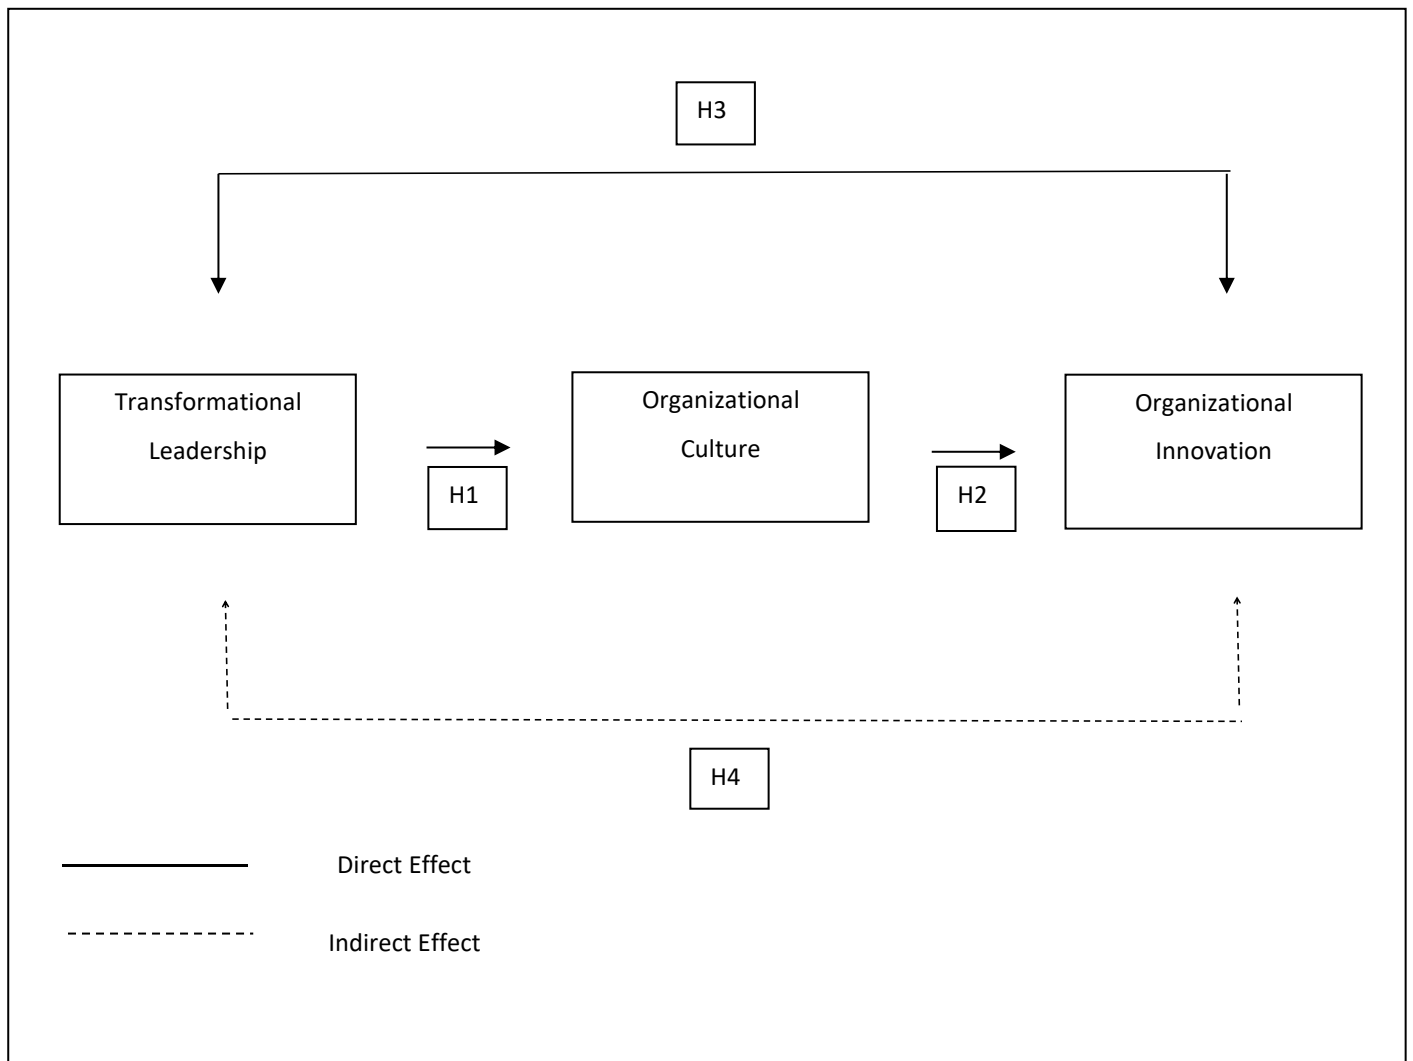 H3
Transformational
Leadership
Organizational
Culture
Organizational
Innovation
H1
H2
H4
Direct Effect
Indirect Effect